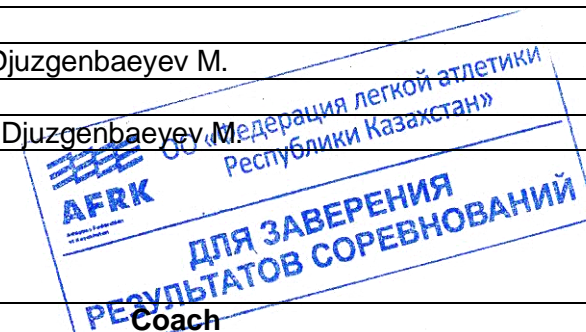 Djuzgenbaeyev M.
Djuzgenbaeyev M.
ОО «Федерация легкой атлетики
Республики Казахстан»
AFRK
ДЛЯ ЗАВЕРЕНИЯ
РЕЗУЛЬТАТОВ СОРЕВНОВАНИЙ
Coach